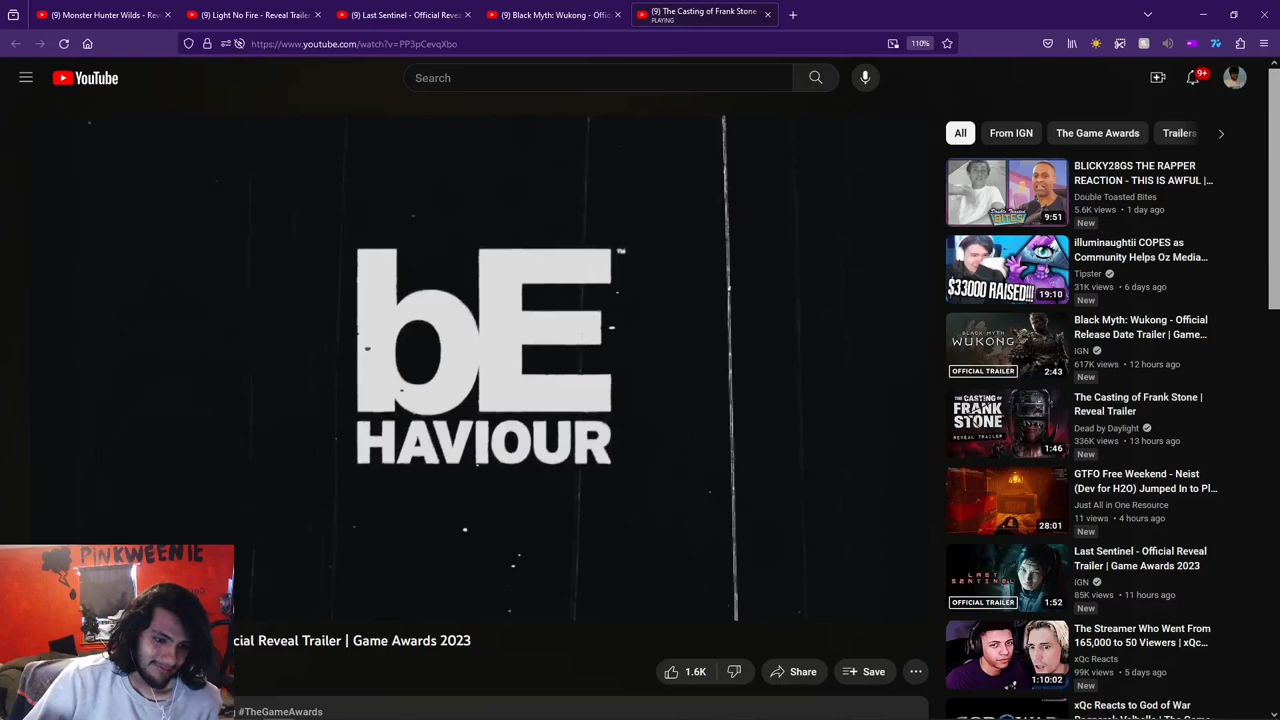 (9) Monster Hunter Wilds - Rev
(9) Light No Fire - Reveal Trailer
(9) Last Sentinel - Official Revea
(9) Black Myth: Wukong - Offic
(9) The Casting of Frank Stone
PLAYING
https://www.youtube.com/watch?v=PP3pCevqXbo
110%
YouTube
Search
9+
bE
HAVIOUR
™
All
From IGN
The Game Awards
Trailers
BLICKY28GS THE RAPPER
REACTION - THIS IS AWFUL |...
Double Toasted Bites
5.6K views • 1 day ago
New
9:51
illuminaughtii COPES as
Community Helps Oz Media...
Tipster
31K views • 6 days ago
New
$33000 RAISED!!!
19:10
Black Myth: Wukong - Official
Release Date Trailer | Game...
IGN
617K views • 12 hours ago
New
BLACK MYTH
WUKONG
OFFICIAL TRAILER
2:43
The Casting of Frank Stone |
Reveal Trailer
Dead by Daylight
336K views • 13 hours ago
New
THE CASTING OF
FRANK
STONE
REVEAL TRAILER
1:46
GTFO Free Weekend - Neist
(Dev for H2O) Jumped In to Pl...
Just All in One Resource
11 views • 4 hours ago
New
28:01
Last Sentinel - Official Reveal
Trailer | Game Awards 2023
IGN
85K views • 11 hours ago
New
LAST
SENTINEL
OFFICIAL TRAILER
1:52
The Streamer Who Went From
165,000 to 50 Viewers | xQc...
xQc Reacts
99K views • 5 days ago
New
1:10:02
xQc Reacts to God of War
PINKWEENIE
cial Reveal Trailer | Game Awards 2023
1.6K
Share
Save
#TheGameAwards